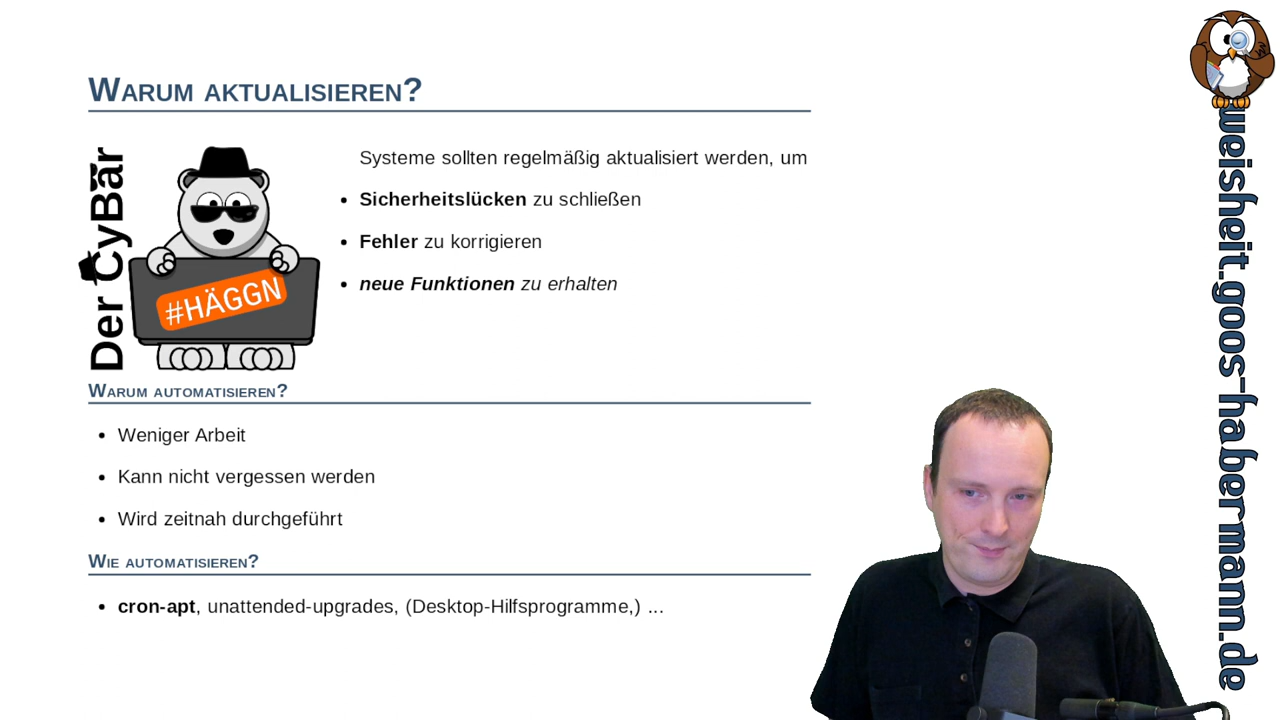 Warum aktualisieren?
Der CyBär
#HÄGGN
Systeme sollten regelmäßig aktualisiert werden, um
• Sicherheitslücken zu schließen
• Fehler zu korrigieren
• neue Funktionen zu erhalten
Warum automatisieren?
• Weniger Arbeit
• Kann nicht vergessen werden
• Wird zeitnah durchgeführt
Wie automatisieren?
• cron-apt, unattended-upgrades, (Desktop-Hilfsprogramme,) ...
weisheit.goos-habermann.de